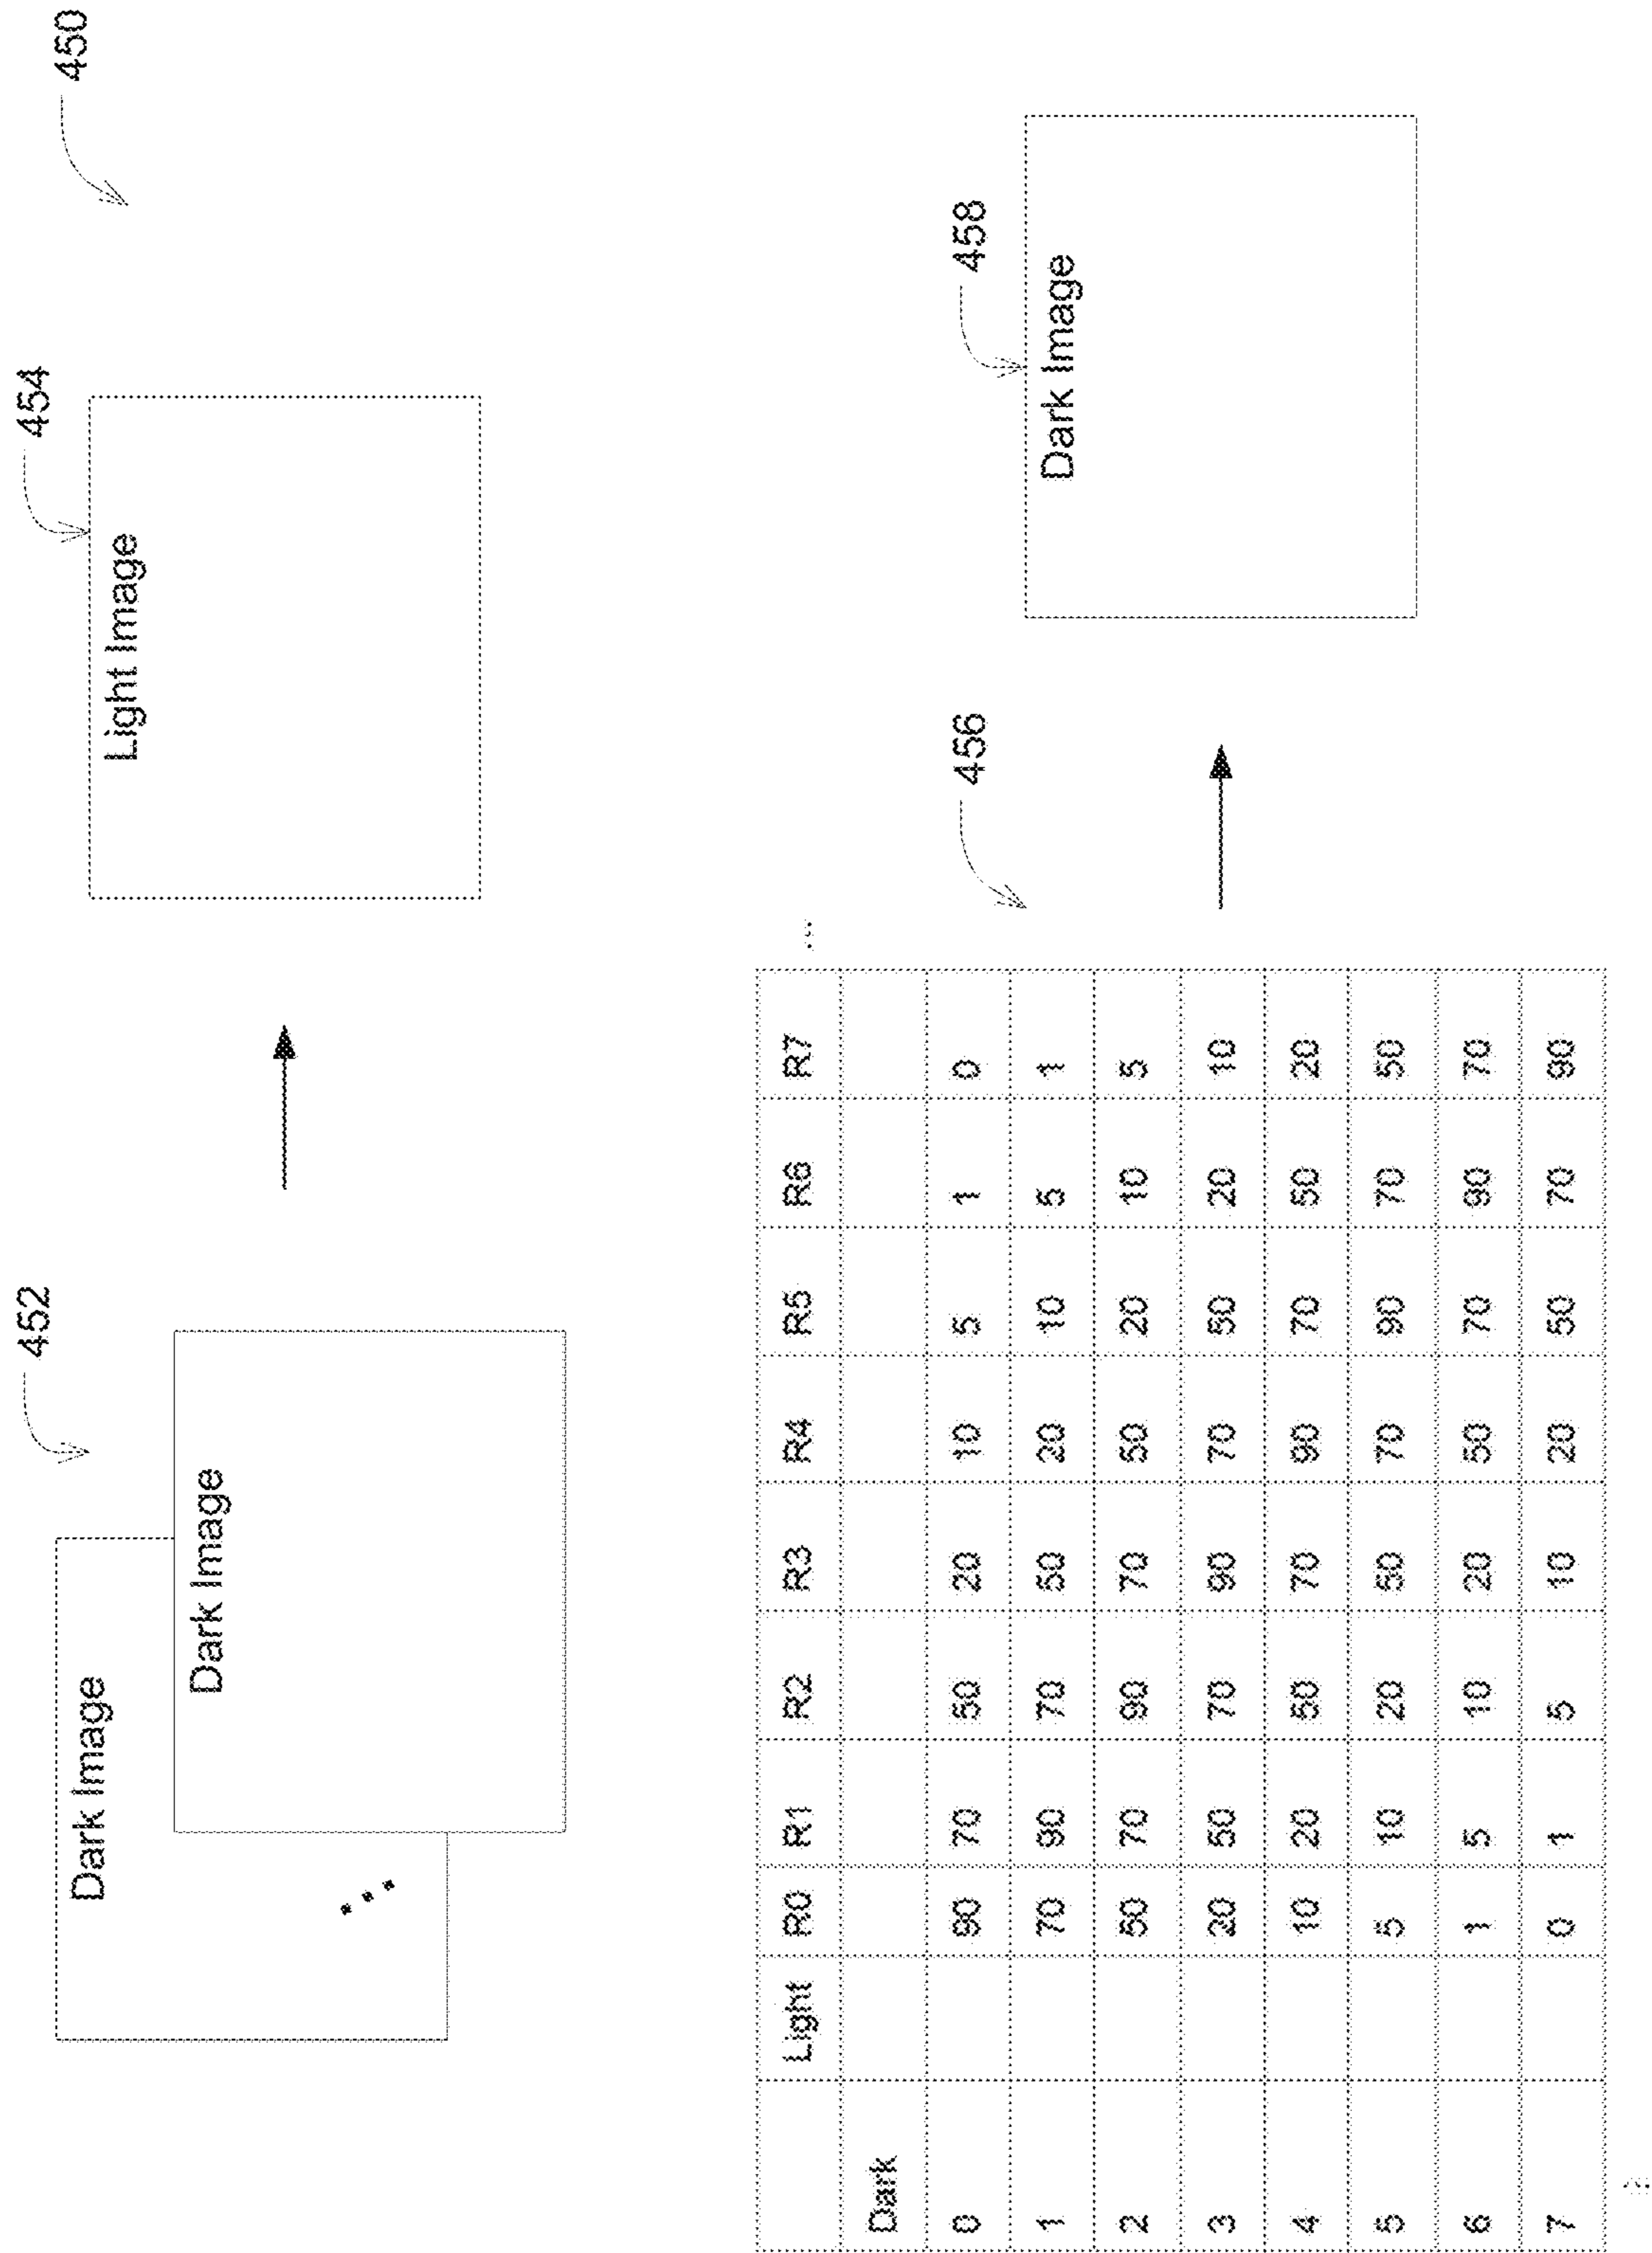 450
452
454
Dark Image
Dark Image
Light Image
456
458
Light R0 R1 R2 R3 R4 R5 R6 R7 ...
Dark
0 90 70 50 20 10 5 1 0
1 70 90 70 50 20 10 5 1
2 50 70 90 70 50 20 10 5
3 20 50 70 90 70 50 20 10
4 10 20 50 70 90 70 50 20
5 5 10 20 50 70 90 70 50
6 1 5 10 20 50 70 90 70
7 0 1 5 10 20 50 70 90
Dark Image